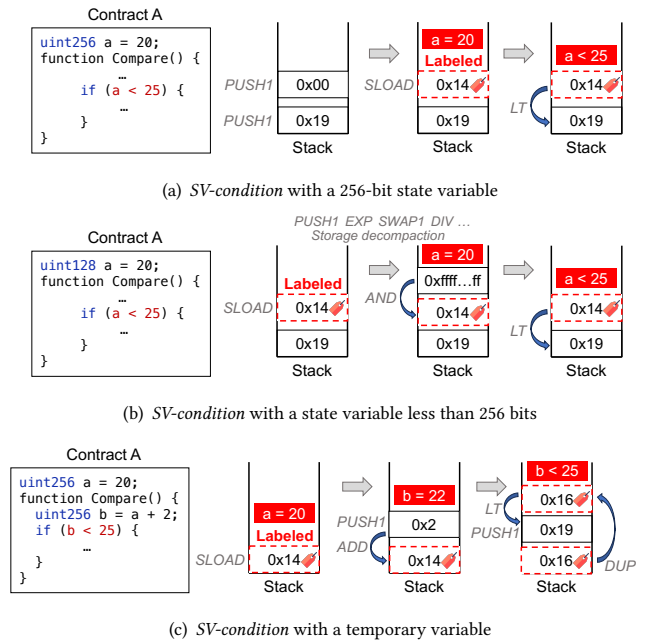 Contract A
uint256 a = 20;
function Compare() {
…
if (a < 25) {
…
}
}
PUSH1
0x00
PUSH1
0x19
Stack
a = 20
Labeled
SLOAD
0x14
0x19
Stack
a < 25
0x14
LT
0x19
Stack
(a) SV-condition with a 256-bit state variable
Contract A
uint128 a = 20;
function Compare() {
…
if (a < 25) {
…
}
}
PUSH1 EXP SWAP1 DIV …
Storage decompaction
Labeled
SLOAD
0x14
0x19
Stack
a = 20
0xffff…ff
AND
0x14
0x19
Stack
a < 25
0x14
LT
0x19
Stack
(b) SV-condition with a state variable less than 256 bits
Contract A
uint256 a = 20;
function Compare() {
uint256 b = a + 2;
if (b < 25) {
…
}
}
a = 20
Labeled
SLOAD
0x14
Stack
b = 22
PUSH1
0x2
ADD
0x14
Stack
b < 25
0x16
LT
PUSH1
0x19
0x16
DUP
Stack
(c) SV-condition with a temporary variable